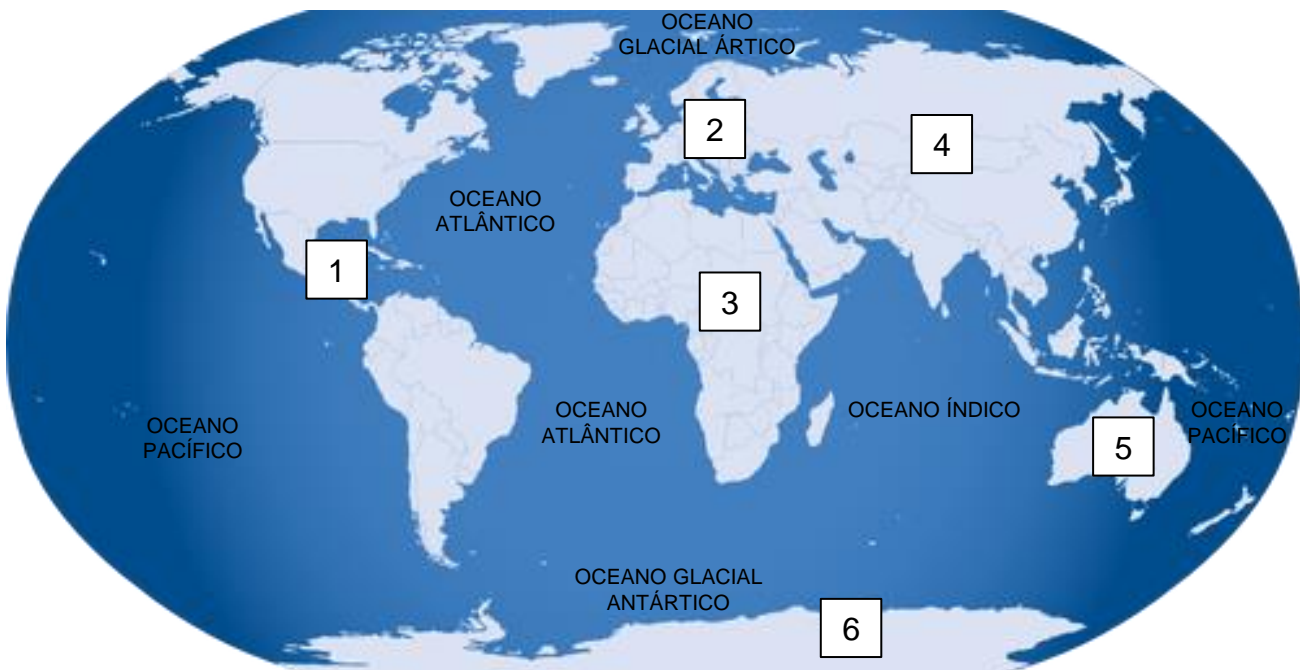 OCEANO
GLACIAL ÁRTICO
2
4
OCEANO
ATLÂNTICO
1
3
OCEANO
PACÍFICO
OCEANO
ATLÂNTICO
OCEANO ÍNDICO
OCEANO
PACÍFICO
5
OCEANO GLACIAL
ANTÁRTICO
6